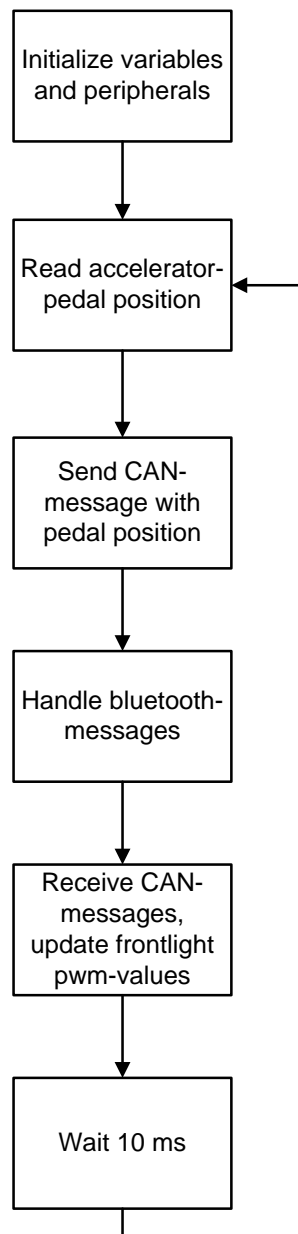 Initialize variables
and peripherals
Read accelerator-
pedal position
Send CAN-
message with
pedal position
Handle bluetooth-
messages
Receive CAN-
messages,
update frontlight
pwm-values
Wait 10 ms